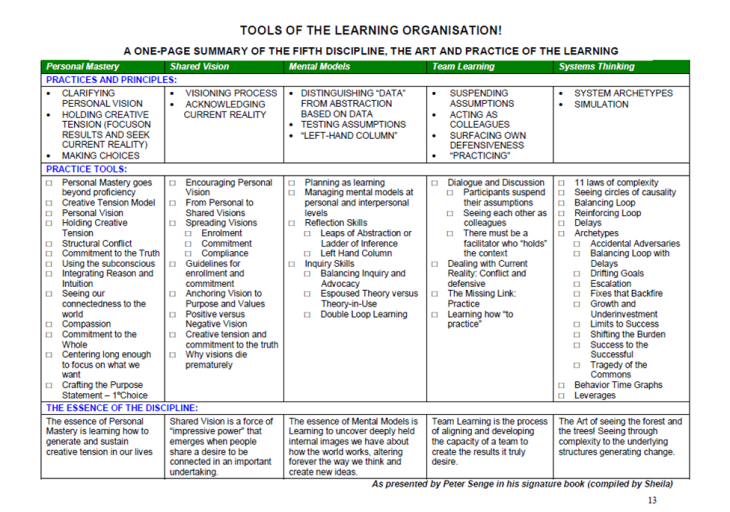 TOOLS OF THE LEARNING ORGANISATION!
A ONE-PAGE SUMMARY OF THE FIFTH DISCIPLINE, THE ART AND PRACTICE OF THE LEARNING
Personal Mastery
Shared Vision
Mental Models
Team Learning
Systems Thinking
PRACTICES AND PRINCIPLES:
• CLARIFYING
PERSONAL VISION
• HOLDING CREATIVE
TENSION (FOCUSON
RESULTS AND SEEK
CURRENT REALITY)
• MAKING CHOICES
• VISIONING PROCESS
• ACKNOWLEDGING
CURRENT REALITY
• DISTINGUISHING "DATA"
FROM ABSTRACTION
BASED ON DATA
• TESTING ASSUMPTIONS
• "LEFT-HAND COLUMN"
• SUSPENDING
ASSUMPTIONS
• ACTING AS
COLLEAGUES
• SURFACING OWN
DEFENSIVENESS
• "PRACTICING"
• SYSTEM ARCHETYPES
• SIMULATION
PRACTICE TOOLS:
□ Personal Mastery goes
beyond proficiency
□ Creative Tension Model
□ Personal Vision
□ Holding Creative
Tension
□ Structural Conflict
□ Commitment to the Truth
□ Using the subconscious
□ Integrating Reason and
Intuition
□ Seeing our
connectedness to the
world
□ Compassion
□ Commitment to the
Whole
□ Centering long enough
to focus on what we
want
□ Crafting the Purpose
Statement – 1°Choice
□ Encouraging Personal
Vision
□ From Personal to
Shared Visions
□ Spreading Visions
□ Enrolment
□ Commitment
□ Compliance
□ Guidelines for
enrollment and
commitment
□ Anchoring Vision to
Purpose and Values
□ Positive versus
Negative Vision
□ Creative tension and
commitment to the truth
□ Why visions die
prematurely
□ Planning as learning
□ Managing mental models at
personal and interpersonal
levels
□ Reflection Skills
□ Leaps of Abstraction or
Ladder of Inference
□ Left Hand Column
□ Inquiry Skills
□ Balancing Inquiry and
Advocacy
□ Espoused Theory versus
Theory-in-Use
□ Double Loop Learning
□ Dialogue and Discussion
□ Participants suspend
their assumptions
□ Seeing each other as
colleagues
□ There must be a
facilitator who "holds"
the context
□ Dealing with Current
Reality: Conflict and
defensive
□ The Missing Link:
Practice
□ Learning how "to
practice"
□ 11 laws of complexity
□ Seeing circles of causality
□ Balancing Loop
□ Reinforcing Loop
□ Delays
□ Archetypes
□ Accidental Adversaries
□ Balancing Loop with
Delays
□ Drifting Goals
□ Escalation
□ Fixes that Backfire
□ Growth and
Underinvestment
□ Limits to Success
□ Shifting the Burden
□ Success to the
Successful
□ Tragedy of the
Commons
□ Behavior Time Graphs
□ Leverages
THE ESSENCE OF THE DISCIPLINE:
The essence of Personal
Mastery is learning how to
generate and sustain
creative tension in our lives
Shared Vision is a force of
"impressive power" that
emerges when people
share a desire to be
connected in an important
undertaking.
The essence of Mental Models is
Learning to uncover deeply held
internal images we have about
how the world works, altering
forever the way we think and
create new ideas.
Team Learning is the process
of aligning and developing
the capacity of a team to
create the results it truly
desire.
The Art of seeing the forest and
the trees! Seeing through
complexity to the underlying
structures generating change.
As presented by Peter Senge in his signature book (compiled by Sheila)
13